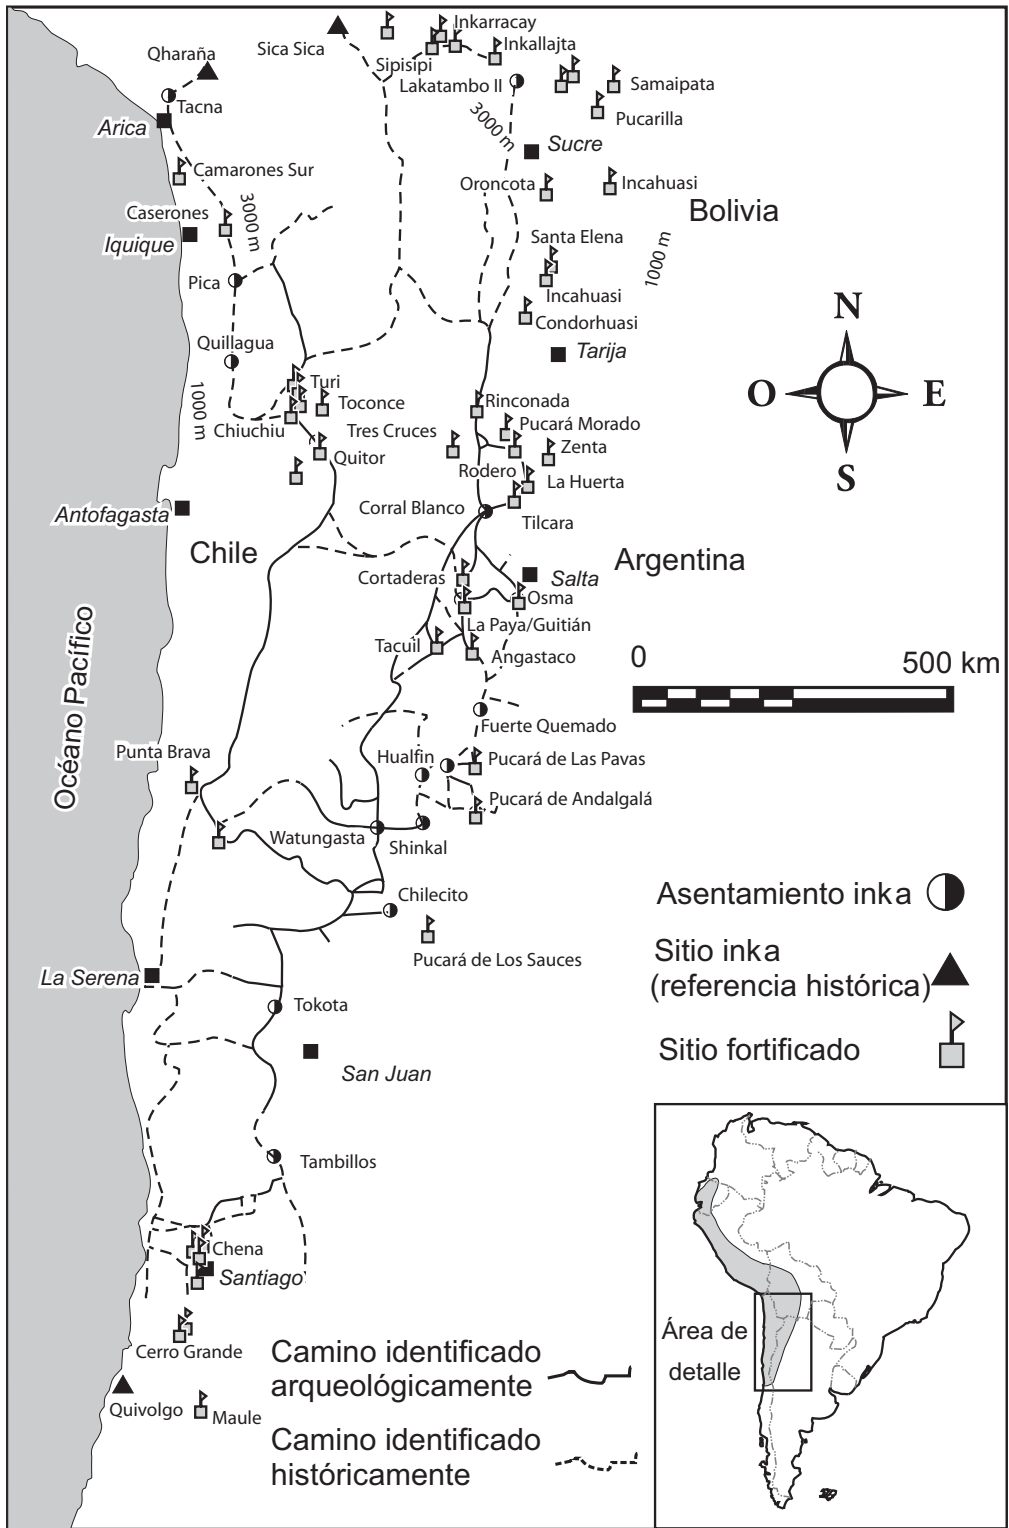 Inkarracay
Sica Sica
Inkallajta
Qharaña
Sipisipi
Lakatambo II
Samaipata
Tacna
Pucarilla
Arica
3000 m
Sucre
Camarones Sur
Oroncota
Incahuasi
Caserones
3000 m
Bolivia
Iquique
Santa Elena
1000 m
Pica
Incahuasi
N
Condorhuasi
Quillagua
Tarija
Turi
O
E
1000 m
Toconce
Rinconada
Chiuchiu
Tres Cruces
Pucará Morado
Zenta
Quitor
Rodero
S
La Huerta
Corral Blanco
Antofagasta
Tilcara
Chile
Argentina
Cortaderas
Salta
Osma
La Paya/Guitián
Tacuil
Angastaco
0
500 km
Océano Pacífico
Fuerte Quemado
Punta Brava
Hualfin
Pucará de Las Pavas
Pucará de Andalgalá
Watungasta
Shinkal
Chilecito
Asentamiento inka
Pucará de Los Sauces
Sitio inka
(referencia histórica)
La Serena
Tokota
Sitio fortificado
San Juan
Tambillos
Chena
Santiago
Cerro Grande
Área de
detalle
Camino identificado
arqueológicamente
Quivolgo
Maule
Camino identificado
históricamente